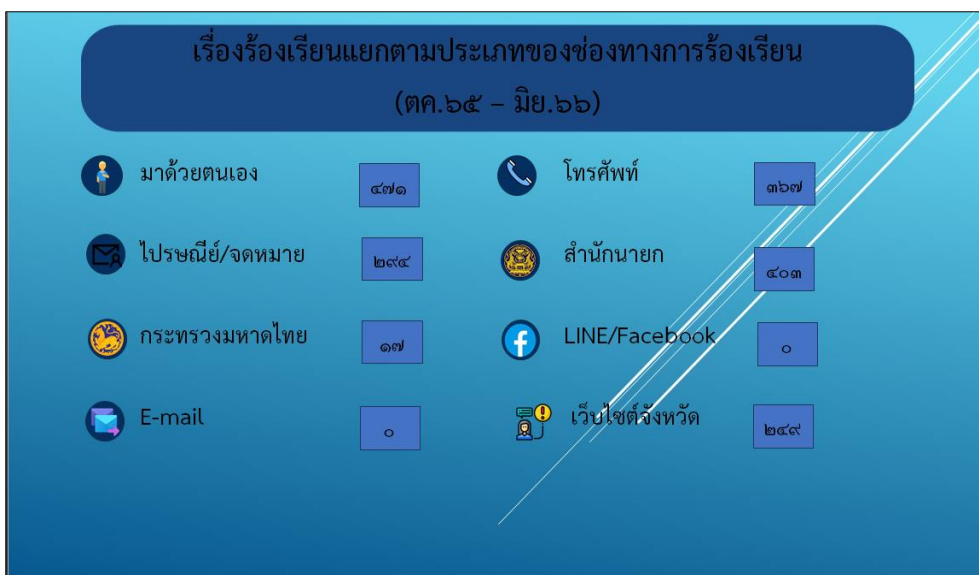 เรื่องร้องเรียนแยกตามประเภทของช่องทางการร้องเรียน
(ตค.๖๕ – มิย.๖๖)
มาด้วยตนเอง
๔๗๑
โทรศัพท์
๓๖๗
ไปรษณีย์/จดหมาย
๒๙๔
สำนักนายก
๔๐๓
กระทรวงมหาดไทย
๑๗
LINE/Facebook
๐
E-mail
๐
เว็บไซต์จังหวัด
๒๔๙